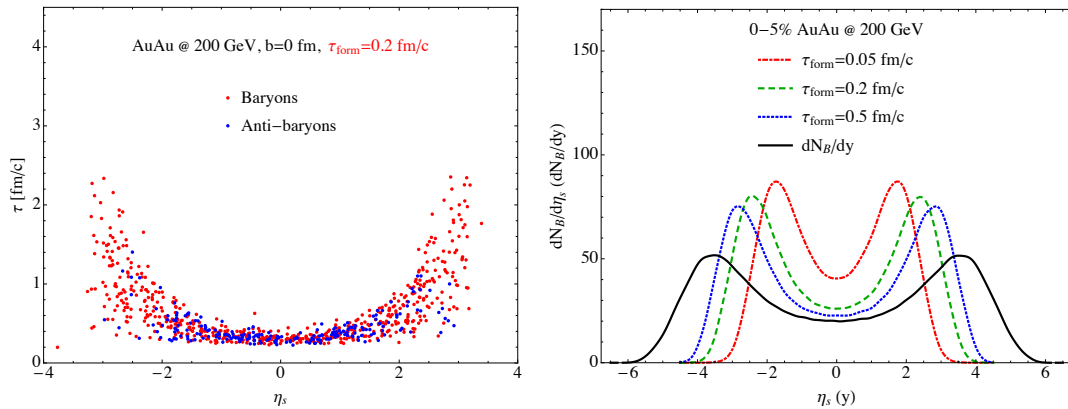 AuAu @ 200 GeV, b=0 fm, τform=0.2 fm/c
Baryons
Anti−baryons
τ [fm/c]
4
3
2
1
0
−4
−2
0
2
4
ηs
0−5% AuAu @ 200 GeV
τform=0.05 fm/c
τform=0.2 fm/c
τform=0.5 fm/c
dNB/dy
dNB/dηs (dNB/dy)
150
100
50
0
−6
−4
−2
0
2
4
6
ηs (y)